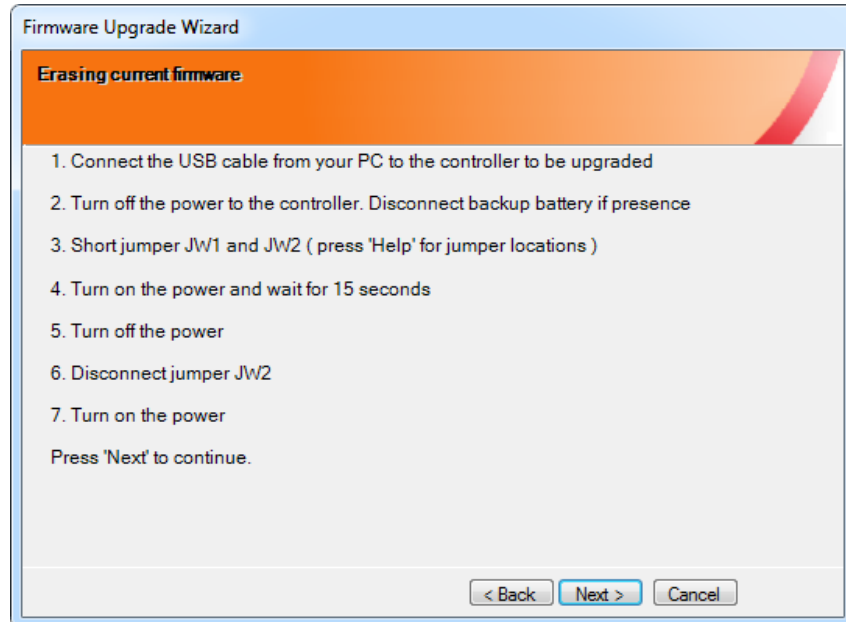 Firmware Upgrade Wizard
Erasing current firmware
1. Connect the USB cable from your PC to the controller to be upgraded
2. Turn off the power to the controller. Disconnect backup battery if presence
3. Short jumper JW1 and JW2 ( press 'Help' for jumper locations )
4. Turn on the power and wait for 15 seconds
5. Turn off the power
6. Disconnect jumper JW2
7. Turn on the power
Press 'Next' to continue.
< Back Next > Cancel